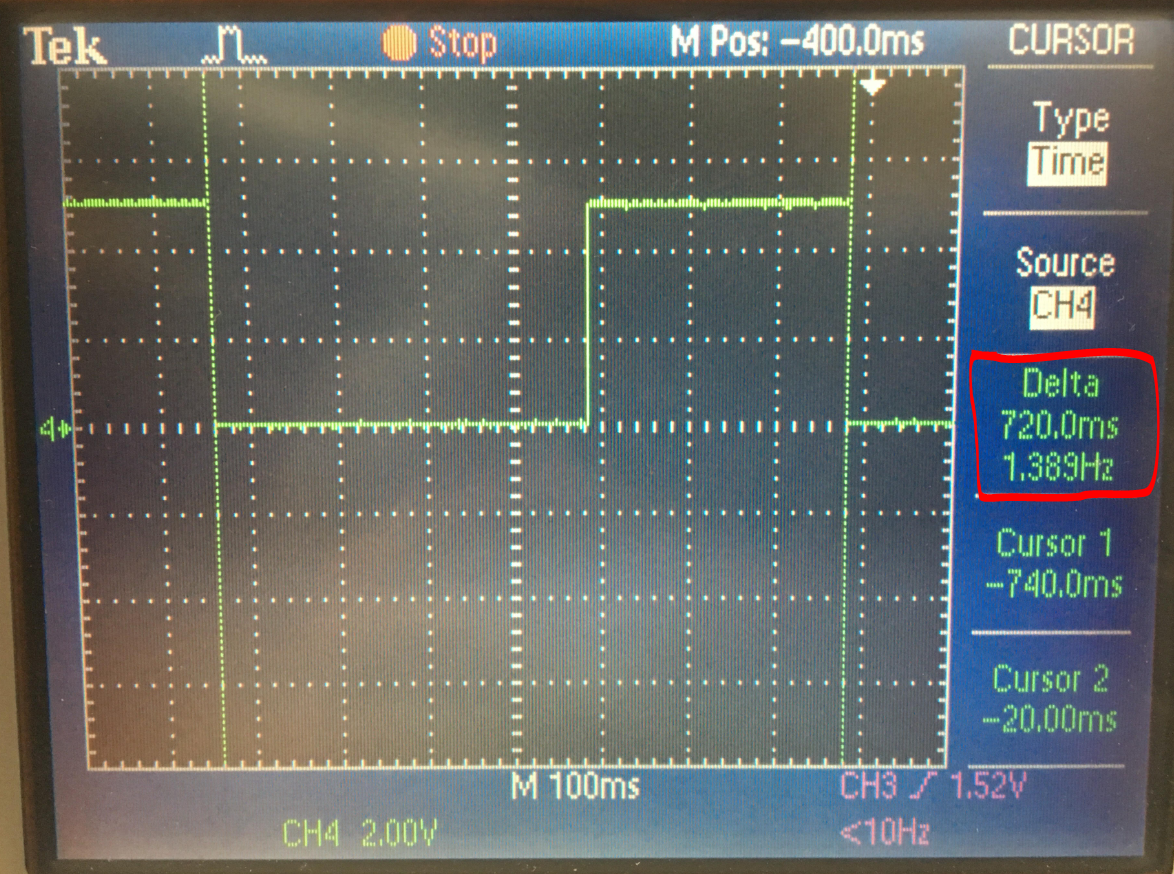 Tek Stop M Pos: -400.0ms CURSOR
Type
Time
Source
CH4
Delta
720.0ms
1.389Hz
Cursor 1
-740.0ms
Cursor 2
-20.00ms
4
M 100ms CH3 1.52V
CH4 2.00V <10Hz